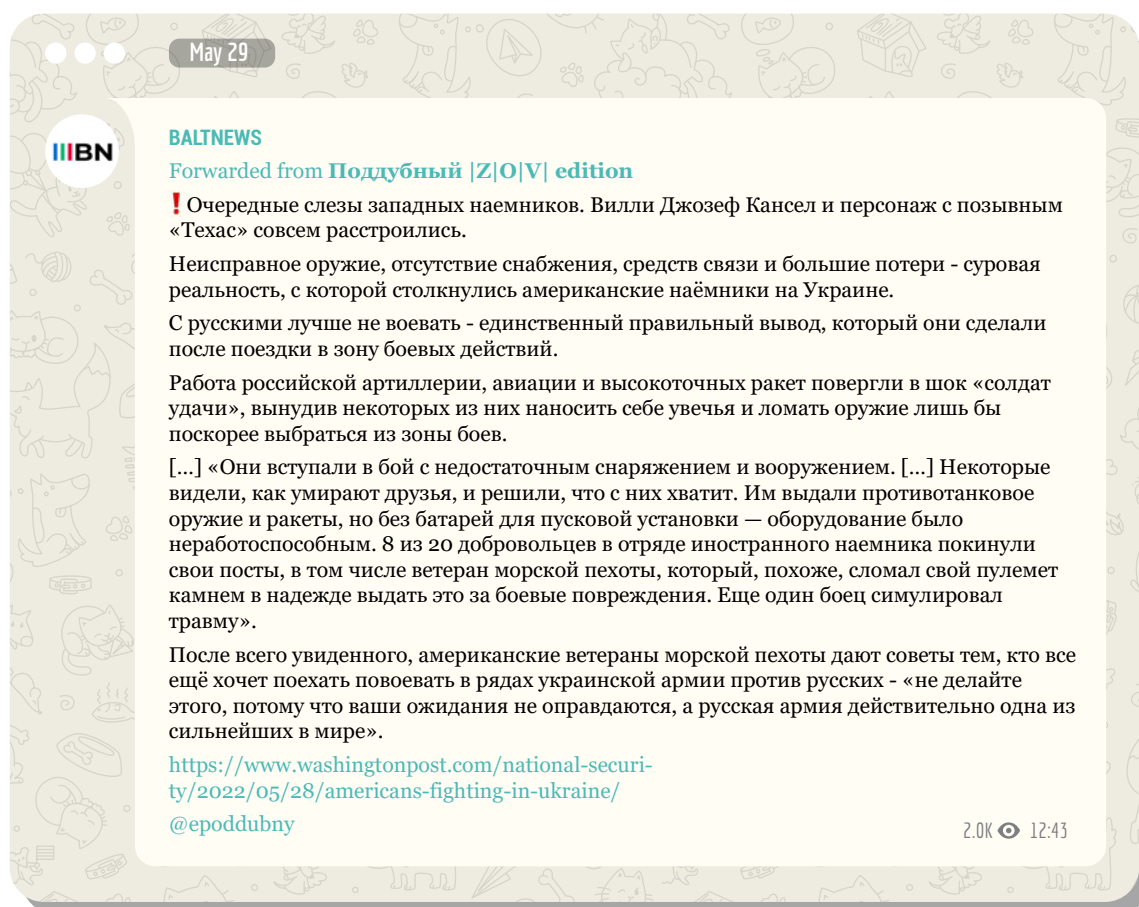 May 29
BN
BALTNEWS
Forwarded from Поддубный |Z|O|V| edition
❗Очередные слезы западных наемников. Вилли Джозеф Кансел и персонаж с позывным
«Техас» совсем расстроились.
Неисправное оружие, отсутствие снабжения, средств связи и большие потери - суровая
реальность, с которой столкнулись американские наёмники на Украине.
С русскими лучше не воевать - единственный правильный вывод, который они сделали
после поездки в зону боевых действий.
Работа российской артиллерии, авиации и высокоточных ракет повергли в шок «солдат
удачи», вынудив некоторых из них наносить себе увечья и ломать оружие лишь бы
поскорее выбраться из зоны боев.
[...] «Они вступали в бой с недостаточным снаряжением и вооружением. [...] Некоторые
видели, как умирают друзья, и решили, что с них хватит. Им выдали противотанковое
оружие и ракеты, но без батарей для пусковой установки — оборудование было
неработоспособным. 8 из 20 добровольцев в отряде иностранного наемника покинули
свои посты, в том числе ветеран морской пехоты, который, похоже, сломал свой пулемет
камнем в надежде выдать это за боевые повреждения. Еще один боец симулировал
травму».
После всего увиденного, американские ветераны морской пехоты дают советы тем, кто все
ещё хочет поехать повоевать в рядах украинской армии против русских - «не делайте
этого, потому что ваши ожидания не оправдаются, а русская армия действительно одна из
сильнейших в мире».
https://www.washingtonpost.com/national-securi-
ty/2022/05/28/americans-fighting-in-ukraine/
@epoddubny
2.0K 12:43